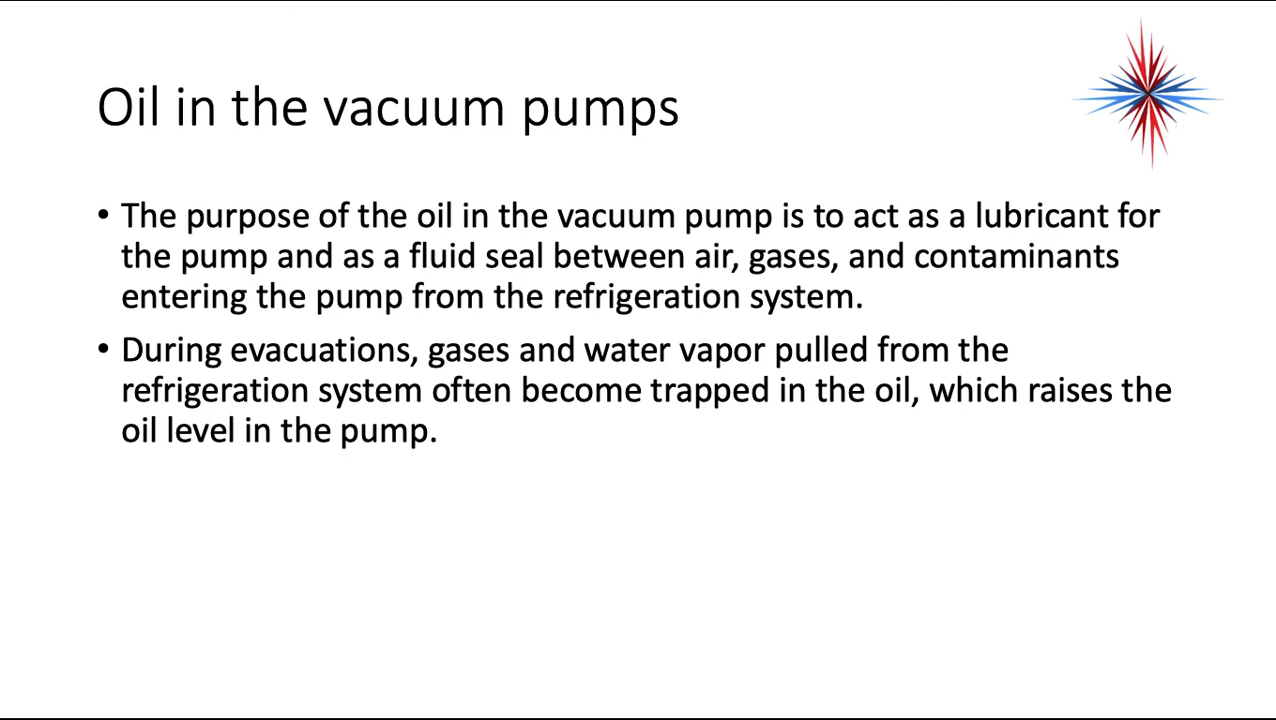 Oil in the vacuum pumps
• The purpose of the oil in the vacuum pump is to act as a lubricant for
the pump and as a fluid seal between air, gases, and contaminants
entering the pump from the refrigeration system.
• During evacuations, gases and water vapor pulled from the
refrigeration system often become trapped in the oil, which raises the
oil level in the pump.